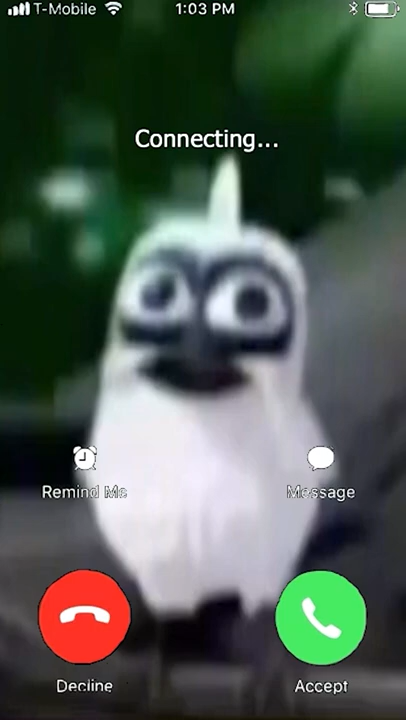 T-Mobile 1:03 PM
Connecting...
Remind Me Message
Decline Accept